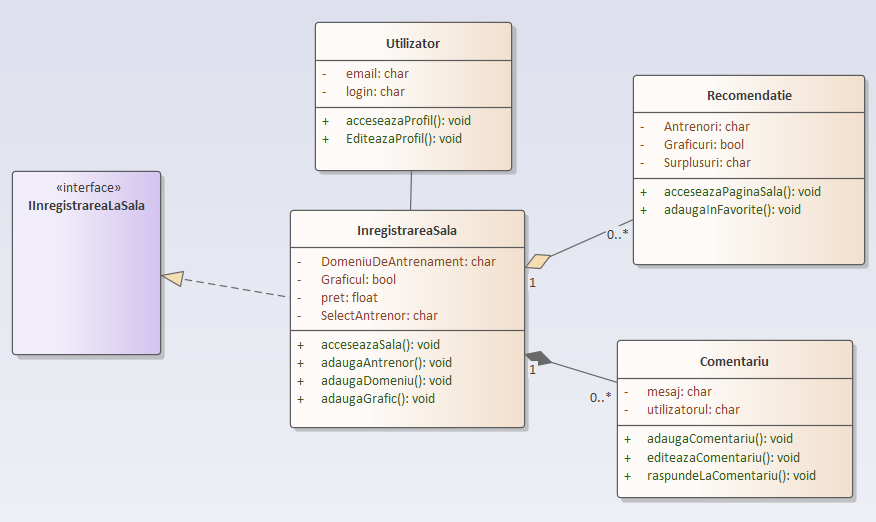 Utilizator
- email: char
- login: char
+ acceseazaProfil(): void
+ EditeazaProfil(): void
Recomendatie
- Antrenori: char
- Graficuri: bool
- Surplusuri: char
+ acceseazaPaginaSala(): void
+ adaugaInFavorite(): void
«interface»
IInregistrareaLaSala
InregistrareaSala
- DomeniuDeAntrenament: char
- Graficul: bool
- pret: float
- SelectAntrenor: char
+ acceseazaSala(): void
+ adaugaAntrenor(): void
+ adaugaDomeniu(): void
+ adaugaGrafic(): void
0..*
1
1
0..*
Comentariu
- mesaj: char
- utilizatorul: char
+ adaugaComentariu(): void
+ editeazaComentariu(): void
+ raspundeLaComentariu(): void